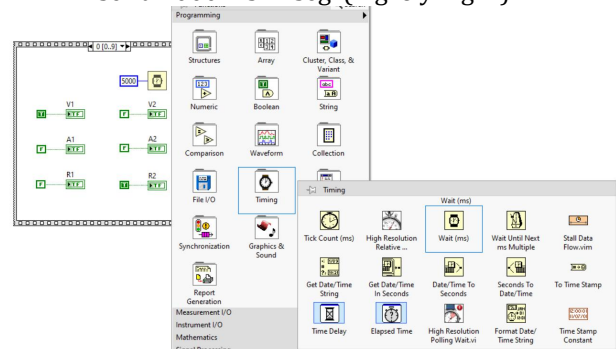 Programming
Structures
Array
Cluster, Class, &
Variant
Numeric
Boolean
String
Comparison
Waveform
Collection
File I/O
Timing
Synchronization
Graphics &
Sound
Report
Generation
Measurement I/O
Instrument I/O
Mathematics
0 [0..9]
5000
V1
V2
A1
A2
R1
R2
Timing
Wait (ms)
Tick Count (ms)
High Resolution
Relative ...
Wait (ms)
Wait Until Next
ms Multiple
Stall Data
Flow.vim
Get Date/Time
String
Get Date/Time
In Seconds
Date/Time To
Seconds
Seconds To
Date/Time
To Time Stamp
Time Delay
Elapsed Time
High Resolution
Polling Wait.vi
Format Date/
Time String
Time Stamp
Constant